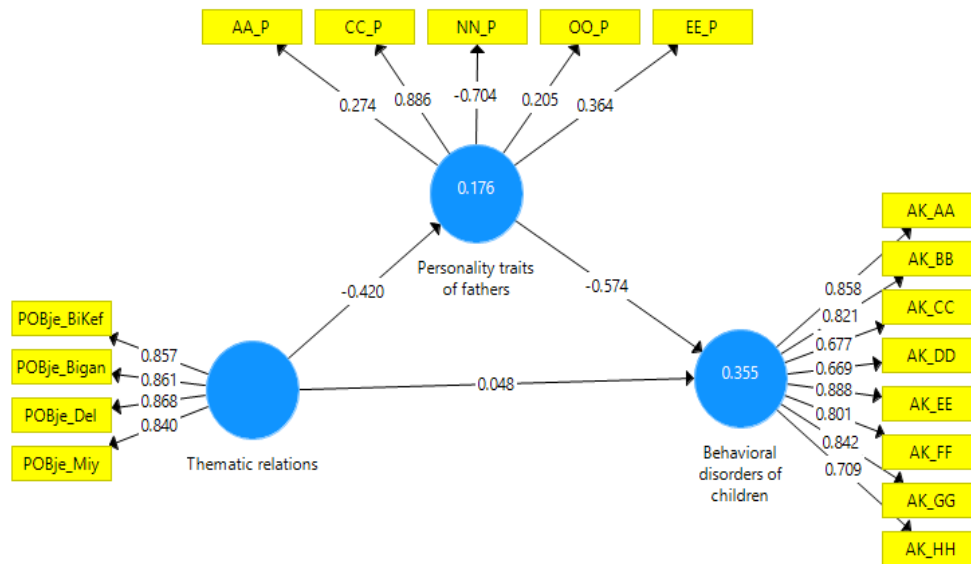 AA_P
CC_P
NN_P
OO_P
EE_P
0.274
0.886
-0.704
0.205
0.364
0.176
Personality traits
of fathers
-0.420
-0.574
POBje_BiKef
POBje_Bigan
POBje_Del
POBje_Miy
0.857
0.861
0.868
0.840
Thematic relations
0.048
0.355
Behavioral
disorders of
children
0.858
0.821
0.677
0.669
0.888
0.801
0.842
0.709
AK_AA
AK_BB
AK_CC
AK_DD
AK_EE
AK_FF
AK_GG
AK_HH